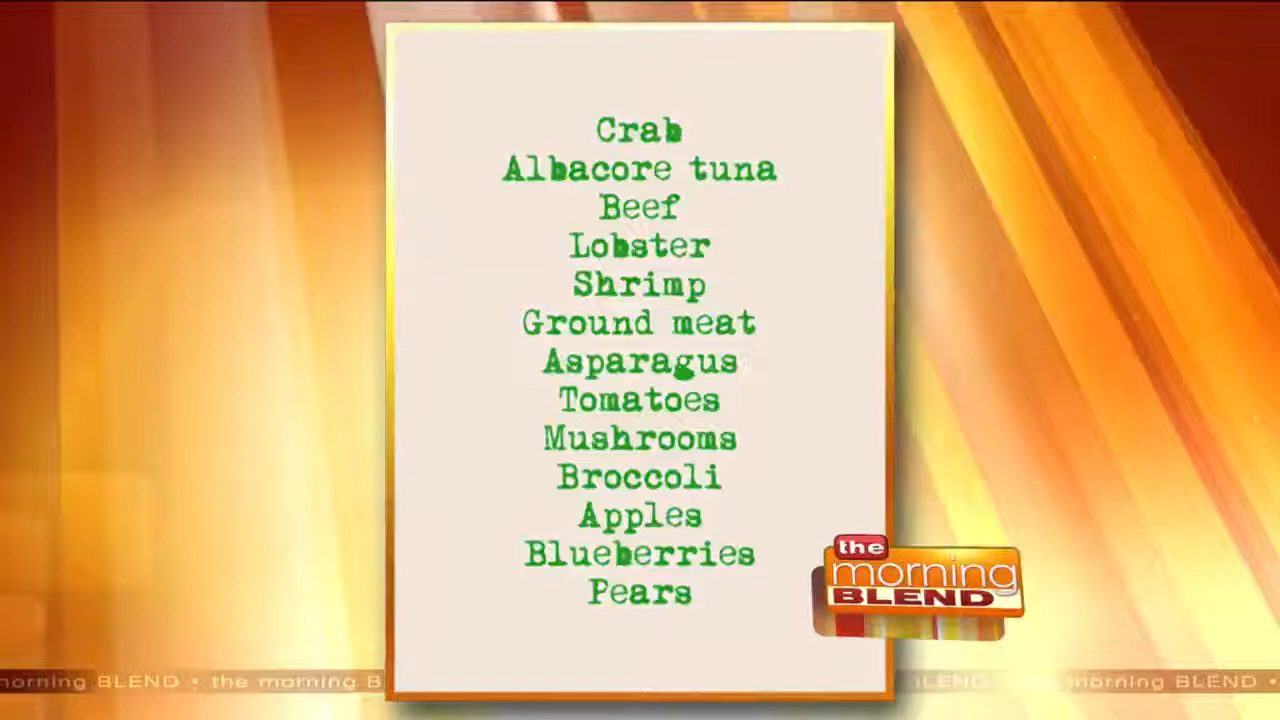 Crab
Albacore tuna
Beef
Lobster
Shrimp
Ground meat
Asparagus
Tomatoes
Mushrooms
Broccoli
Apples
Blueberries
Pears
the
morning
BLEND
morning BLEND • the morning B
LEND morning BLEND •